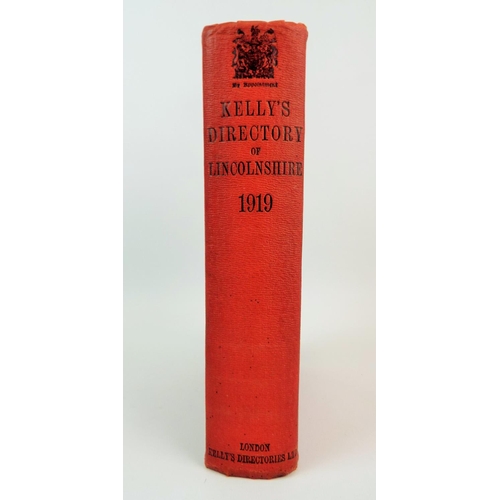 By Appointment
KELLY'S
DIRECTORY
OF
LINCOLNSHIRE
1919
LONDON
KELLY'S DIRECTORIES LTD